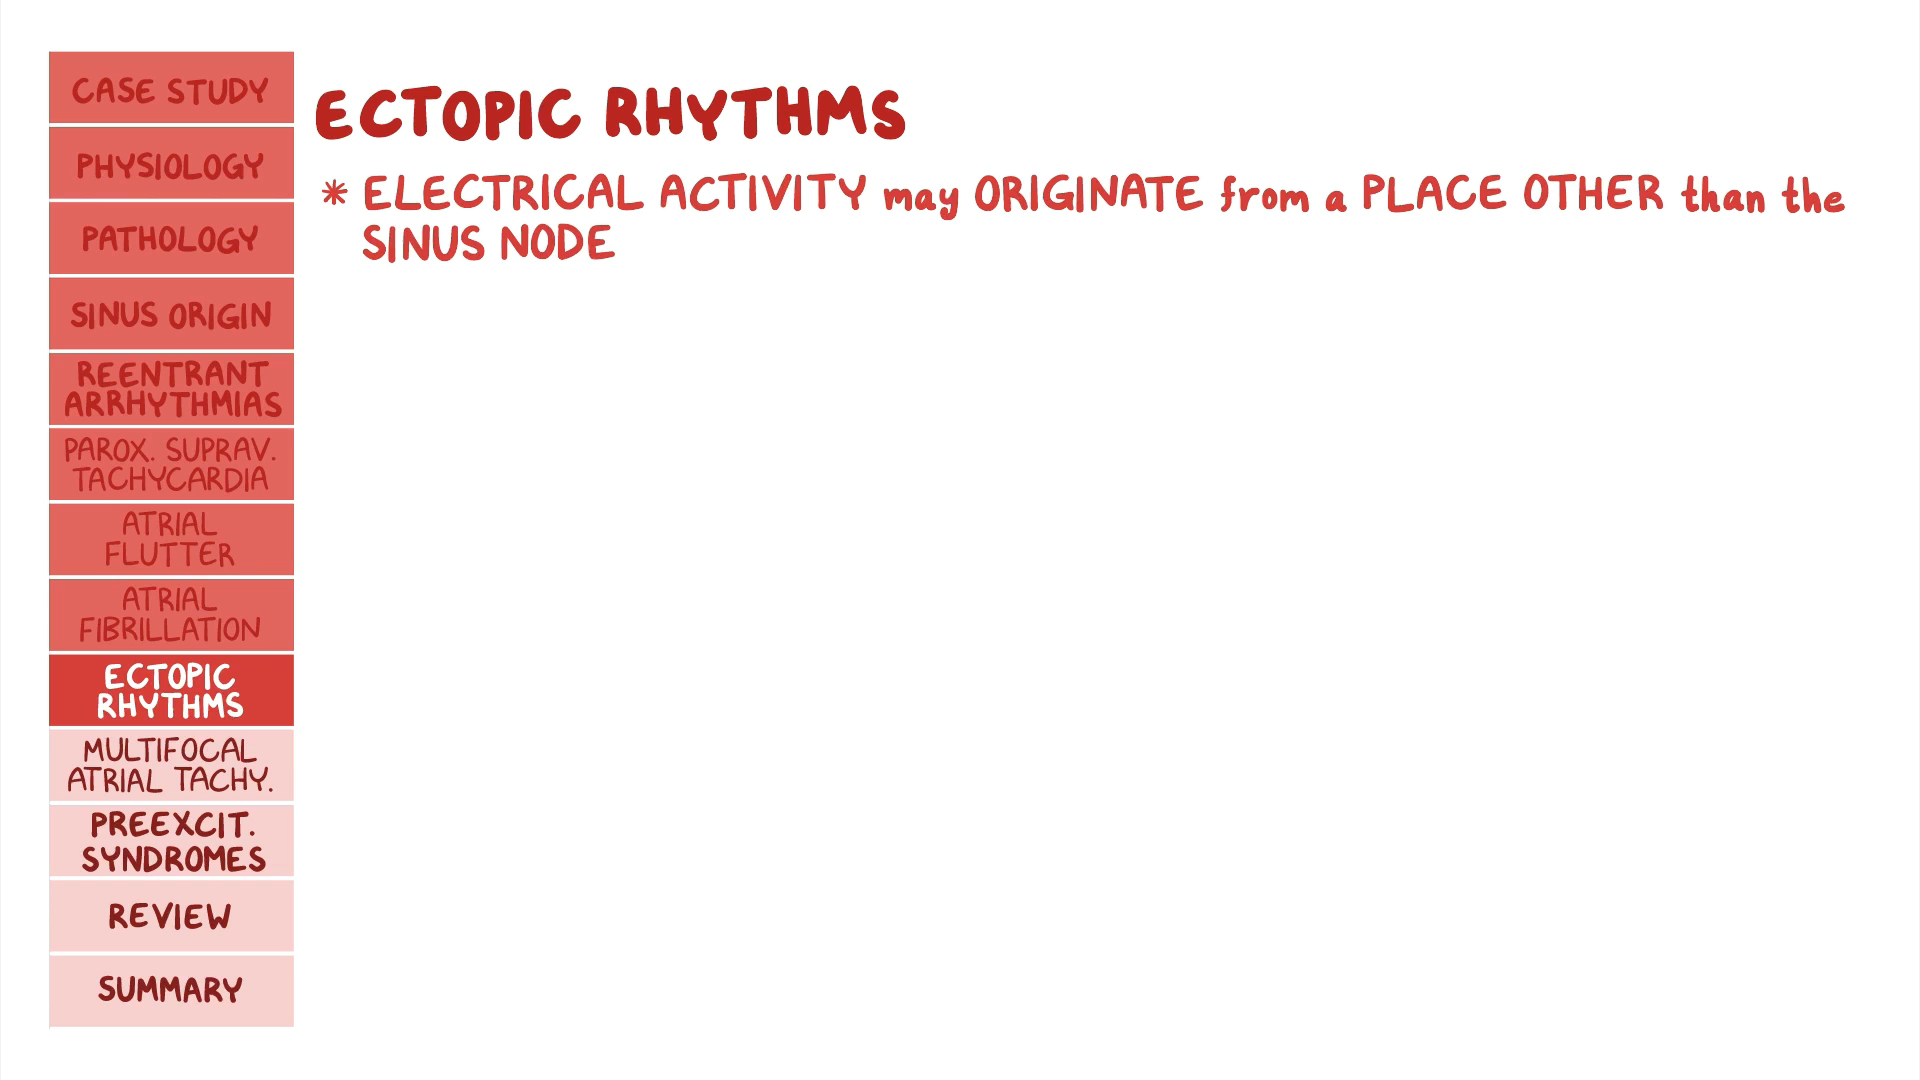 CASE STUDY
PHYSIOLOGY
PATHOLOGY
SINUS ORIGIN
REENTRANT
ARRHYTHMIAS
PAROX. SUPRAV.
TACHYCARDIA
ATRIAL
FLUTTER
ATRIAL
FIBRILLATION
ECTOPIC
RHYTHMS
MULTIFOCAL
ATRIAL TACHY.
PREEXCIT.
SYNDROMES
REVIEW
SUMMARY
ECTOPIC RHYTHMS
* ELECTRICAL ACTIVITY may ORIGINATE from a PLACE OTHER than the
SINUS NODE